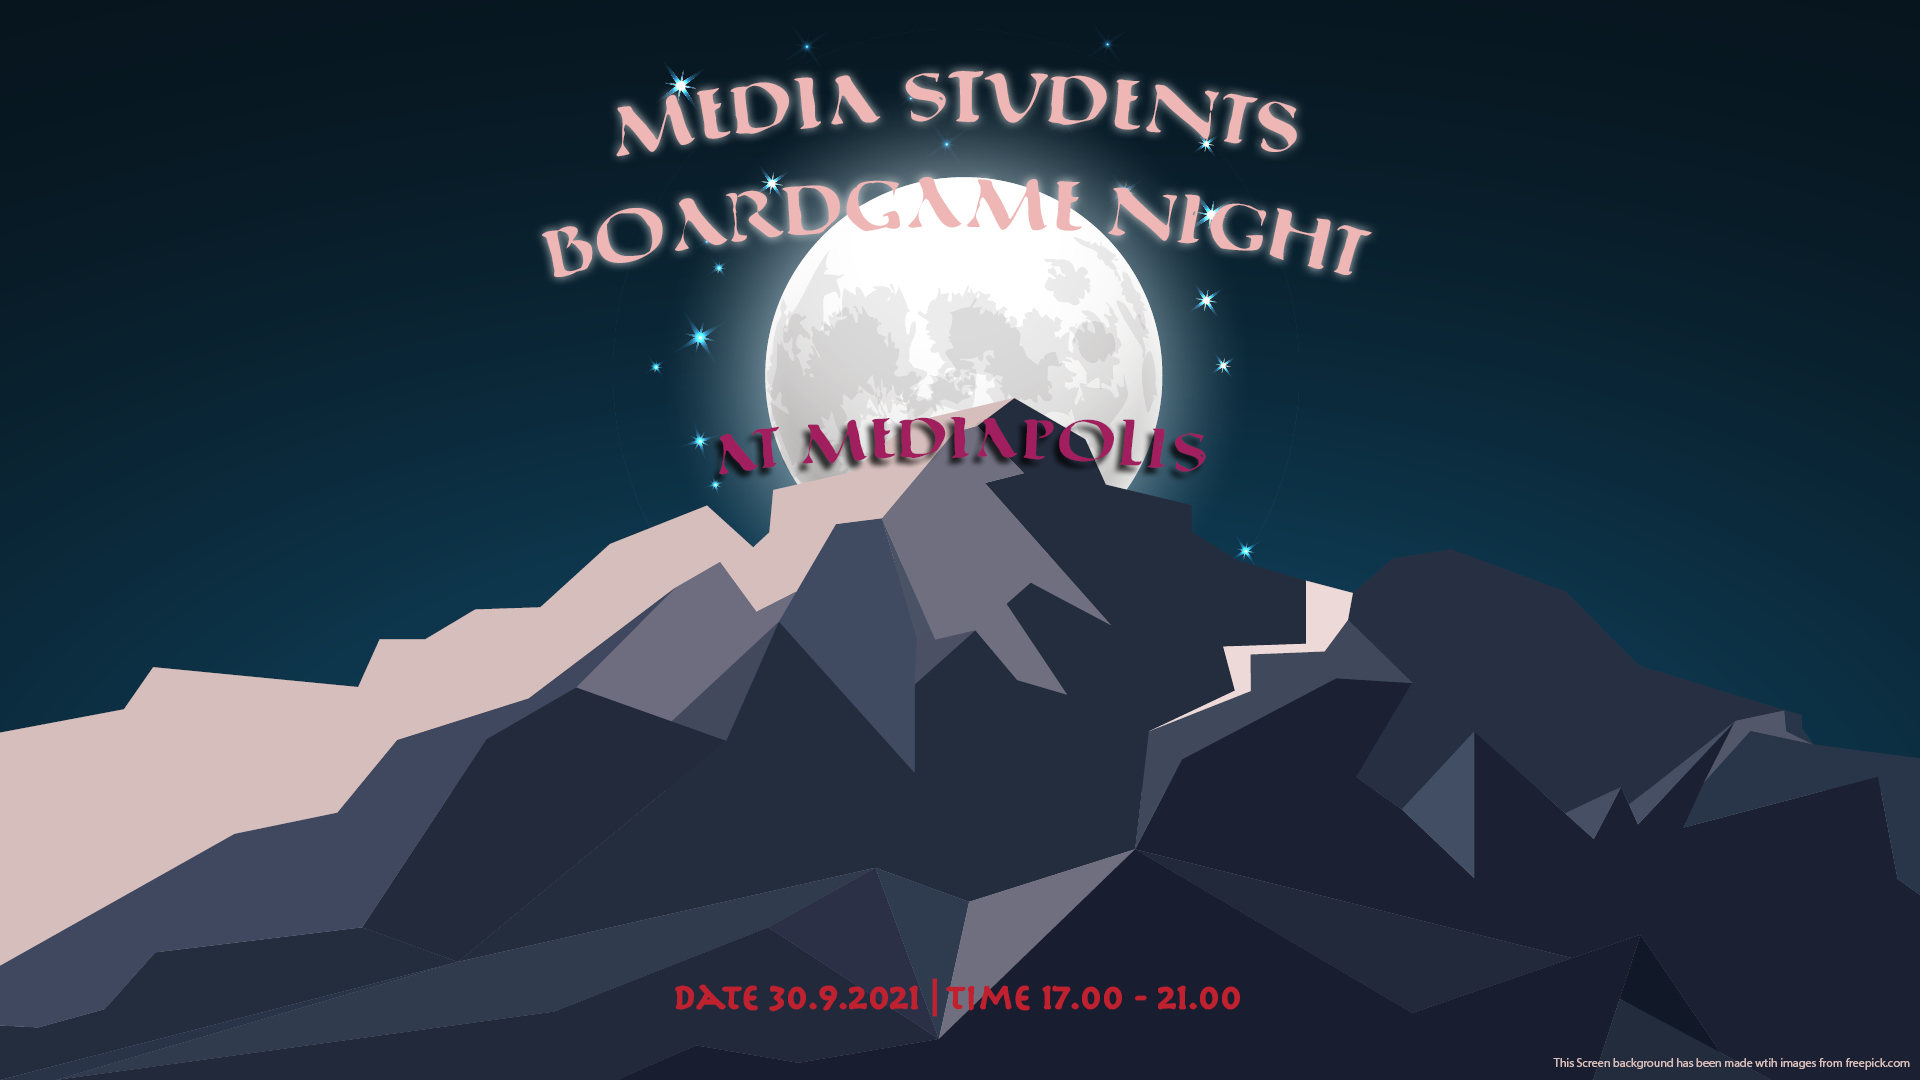 MEDIA STUDENTS
BOARDGAME NIGHT
AT MEDIAPOLIS
DATE 30.9.2021 | TIME 17.00 - 21.00
This Screen background has been made wtih images from freepick.com